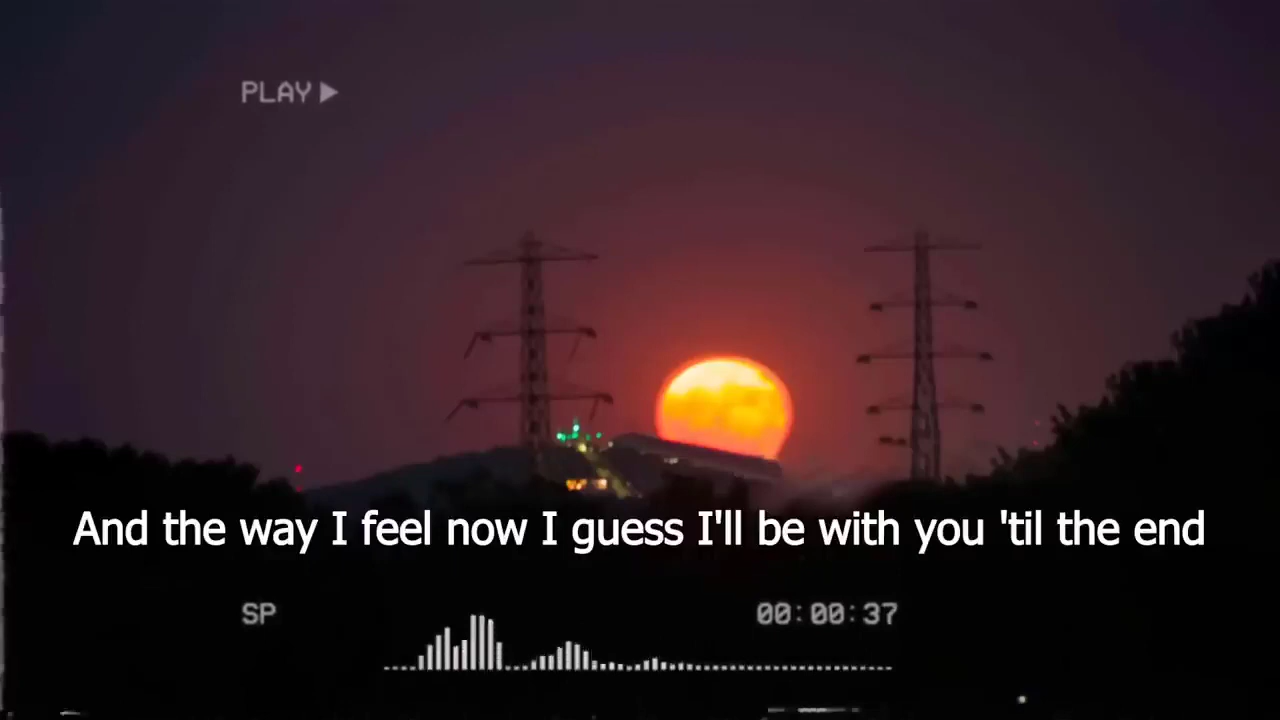 PLAY
And the way I feel now I guess I'll be with you 'til the end
SP
00:00:37